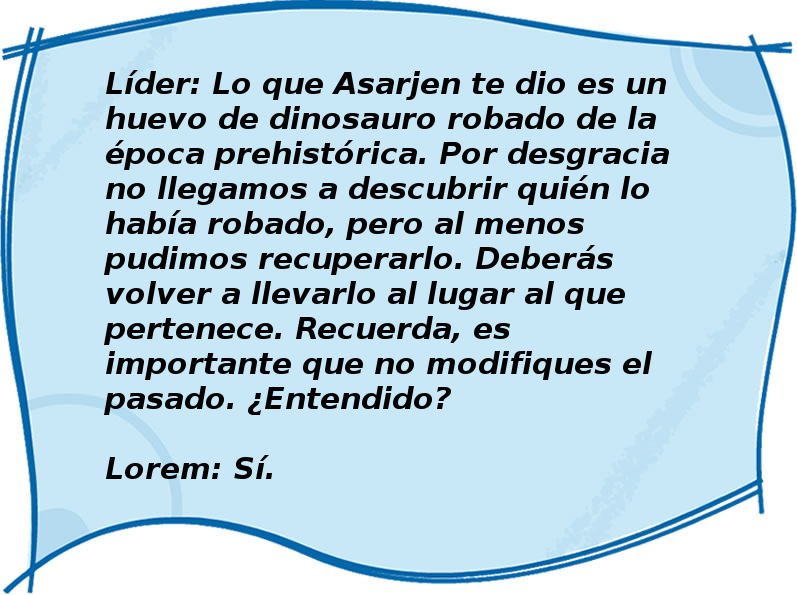 Líder: Lo que Asarjen te dio es un
huevo de dinosauro robado de la
época prehistórica. Por desgracia
no llegamos a descubrir quién lo
había robado, pero al menos
pudimos recuperarlo. Deberás
volver a llevarlo al lugar al que
pertenece. Recuerda, es
importante que no modifiques el
pasado. ¿Entendido?

Lorem: Sí.